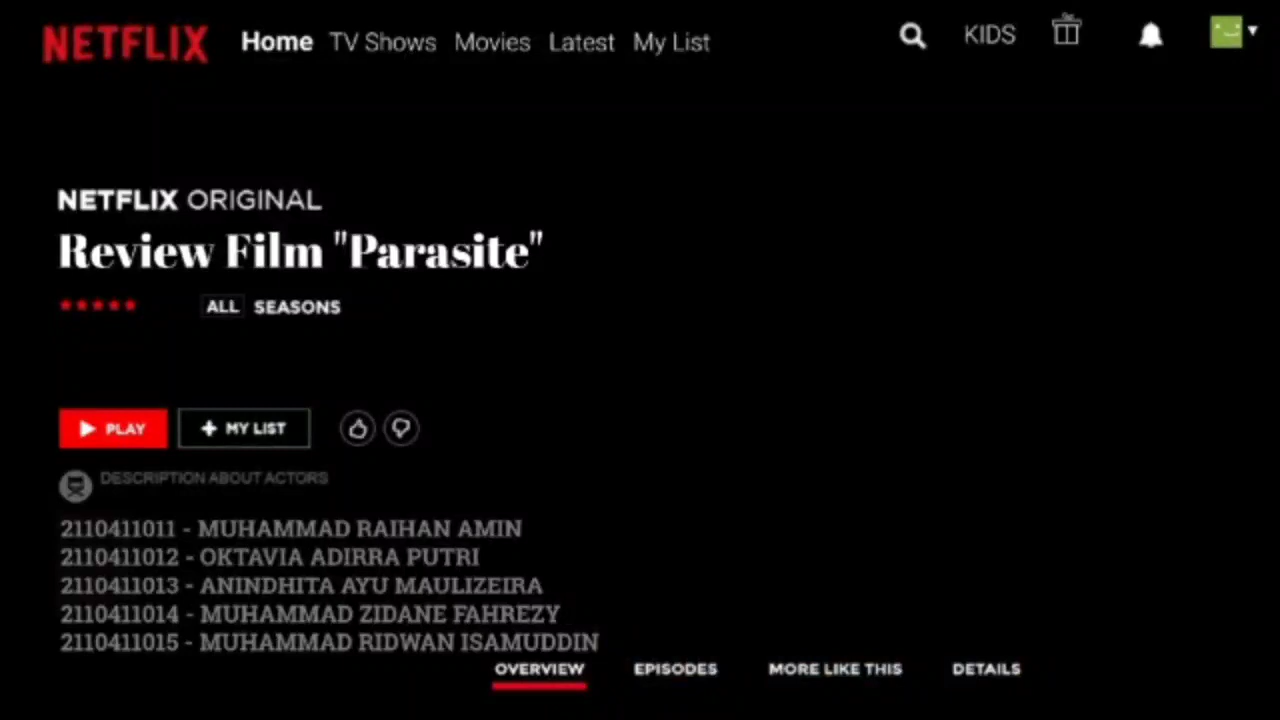 NETFLIX Home TV Shows Movies Latest My List KIDS
NETFLIX ORIGINAL
Review Film "Parasite"
ALL SEASONS
PLAY MY LIST
DESCRIPTION ABOUT ACTORS
2110411011 - MUHAMMAD RAIHAN AMIN
2110411012 - OKTAVIA ADIRRA PUTRI
2110411013 - ANINDHITA AYU MAULIZEIRA
2110411014 - MUHAMMAD ZIDANE FAHREZY
2110411015 - MUHAMMAD RIDWAN ISAMUDDIN
OVERVIEW EPISODES MORE LIKE THIS DETAILS